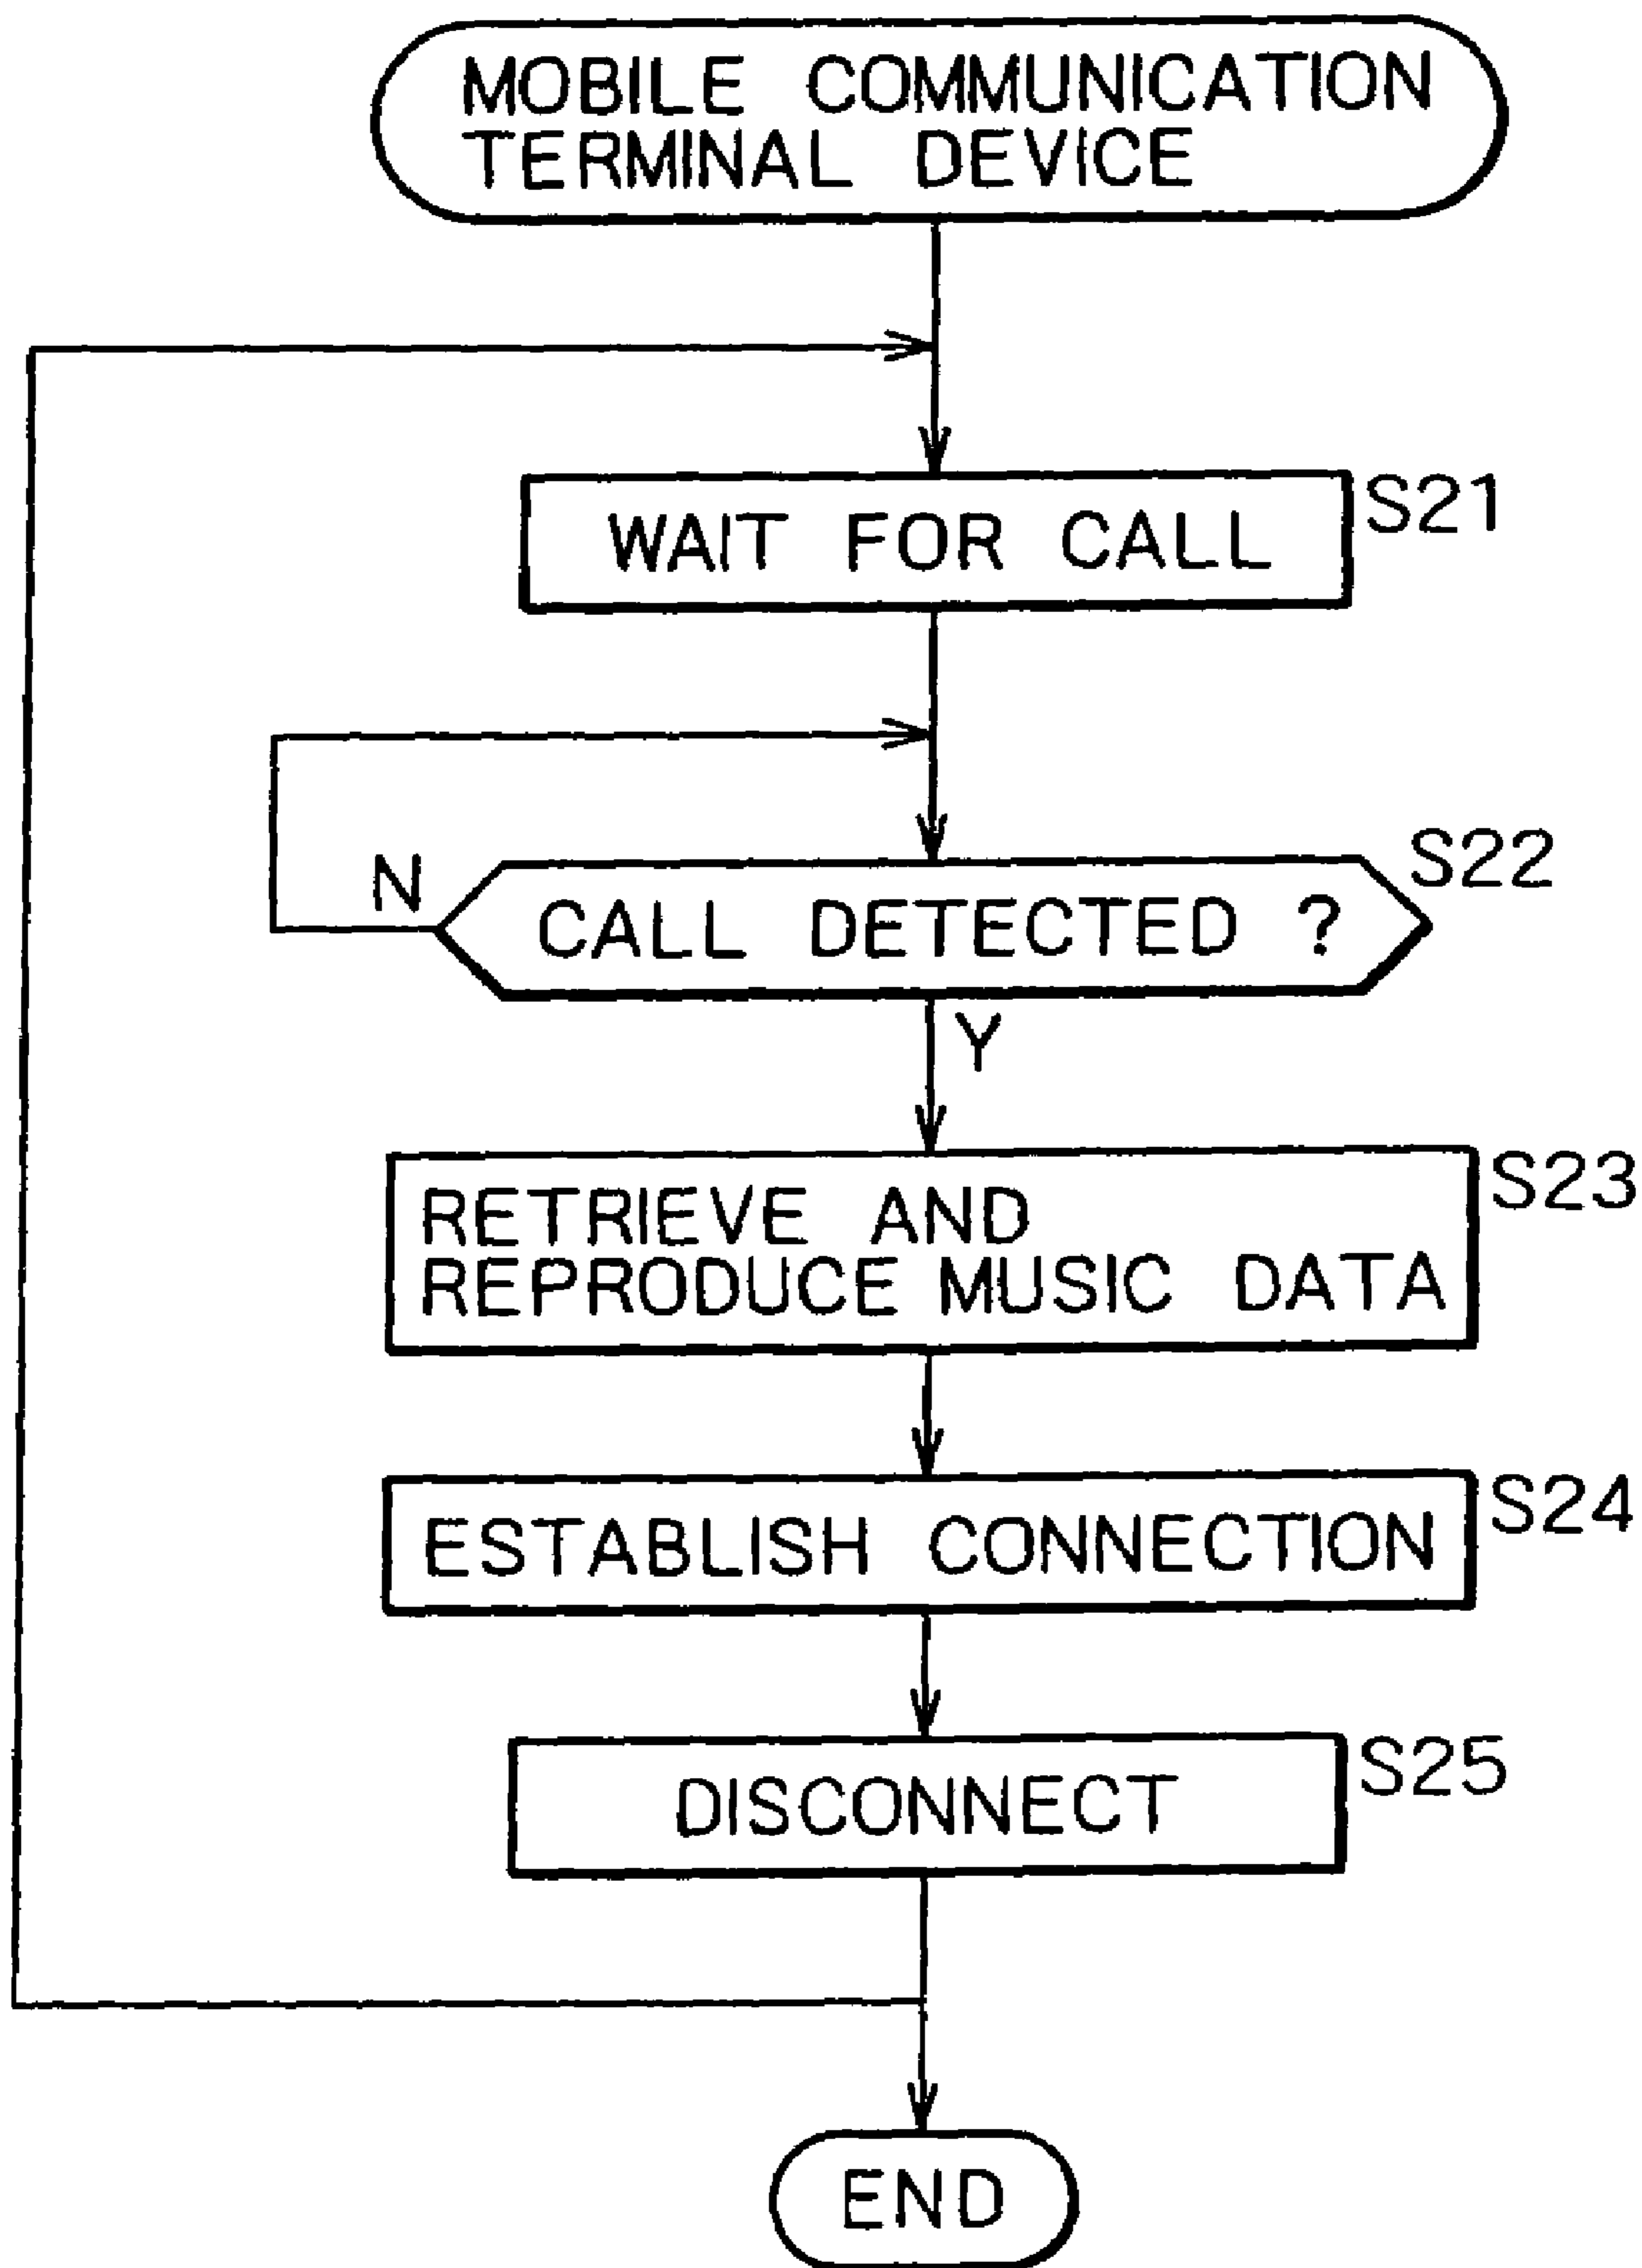 MOBILE COMMUNICATION
TERMINAL DEVICE
WAIT FOR CALL
S21
N
CALL DETECTED ?
S22
Y
RETRIEVE AND
REPRODUCE MUSIC DATA
S23
ESTABLISH CONNECTION
S24
DISCONNECT
S25
END